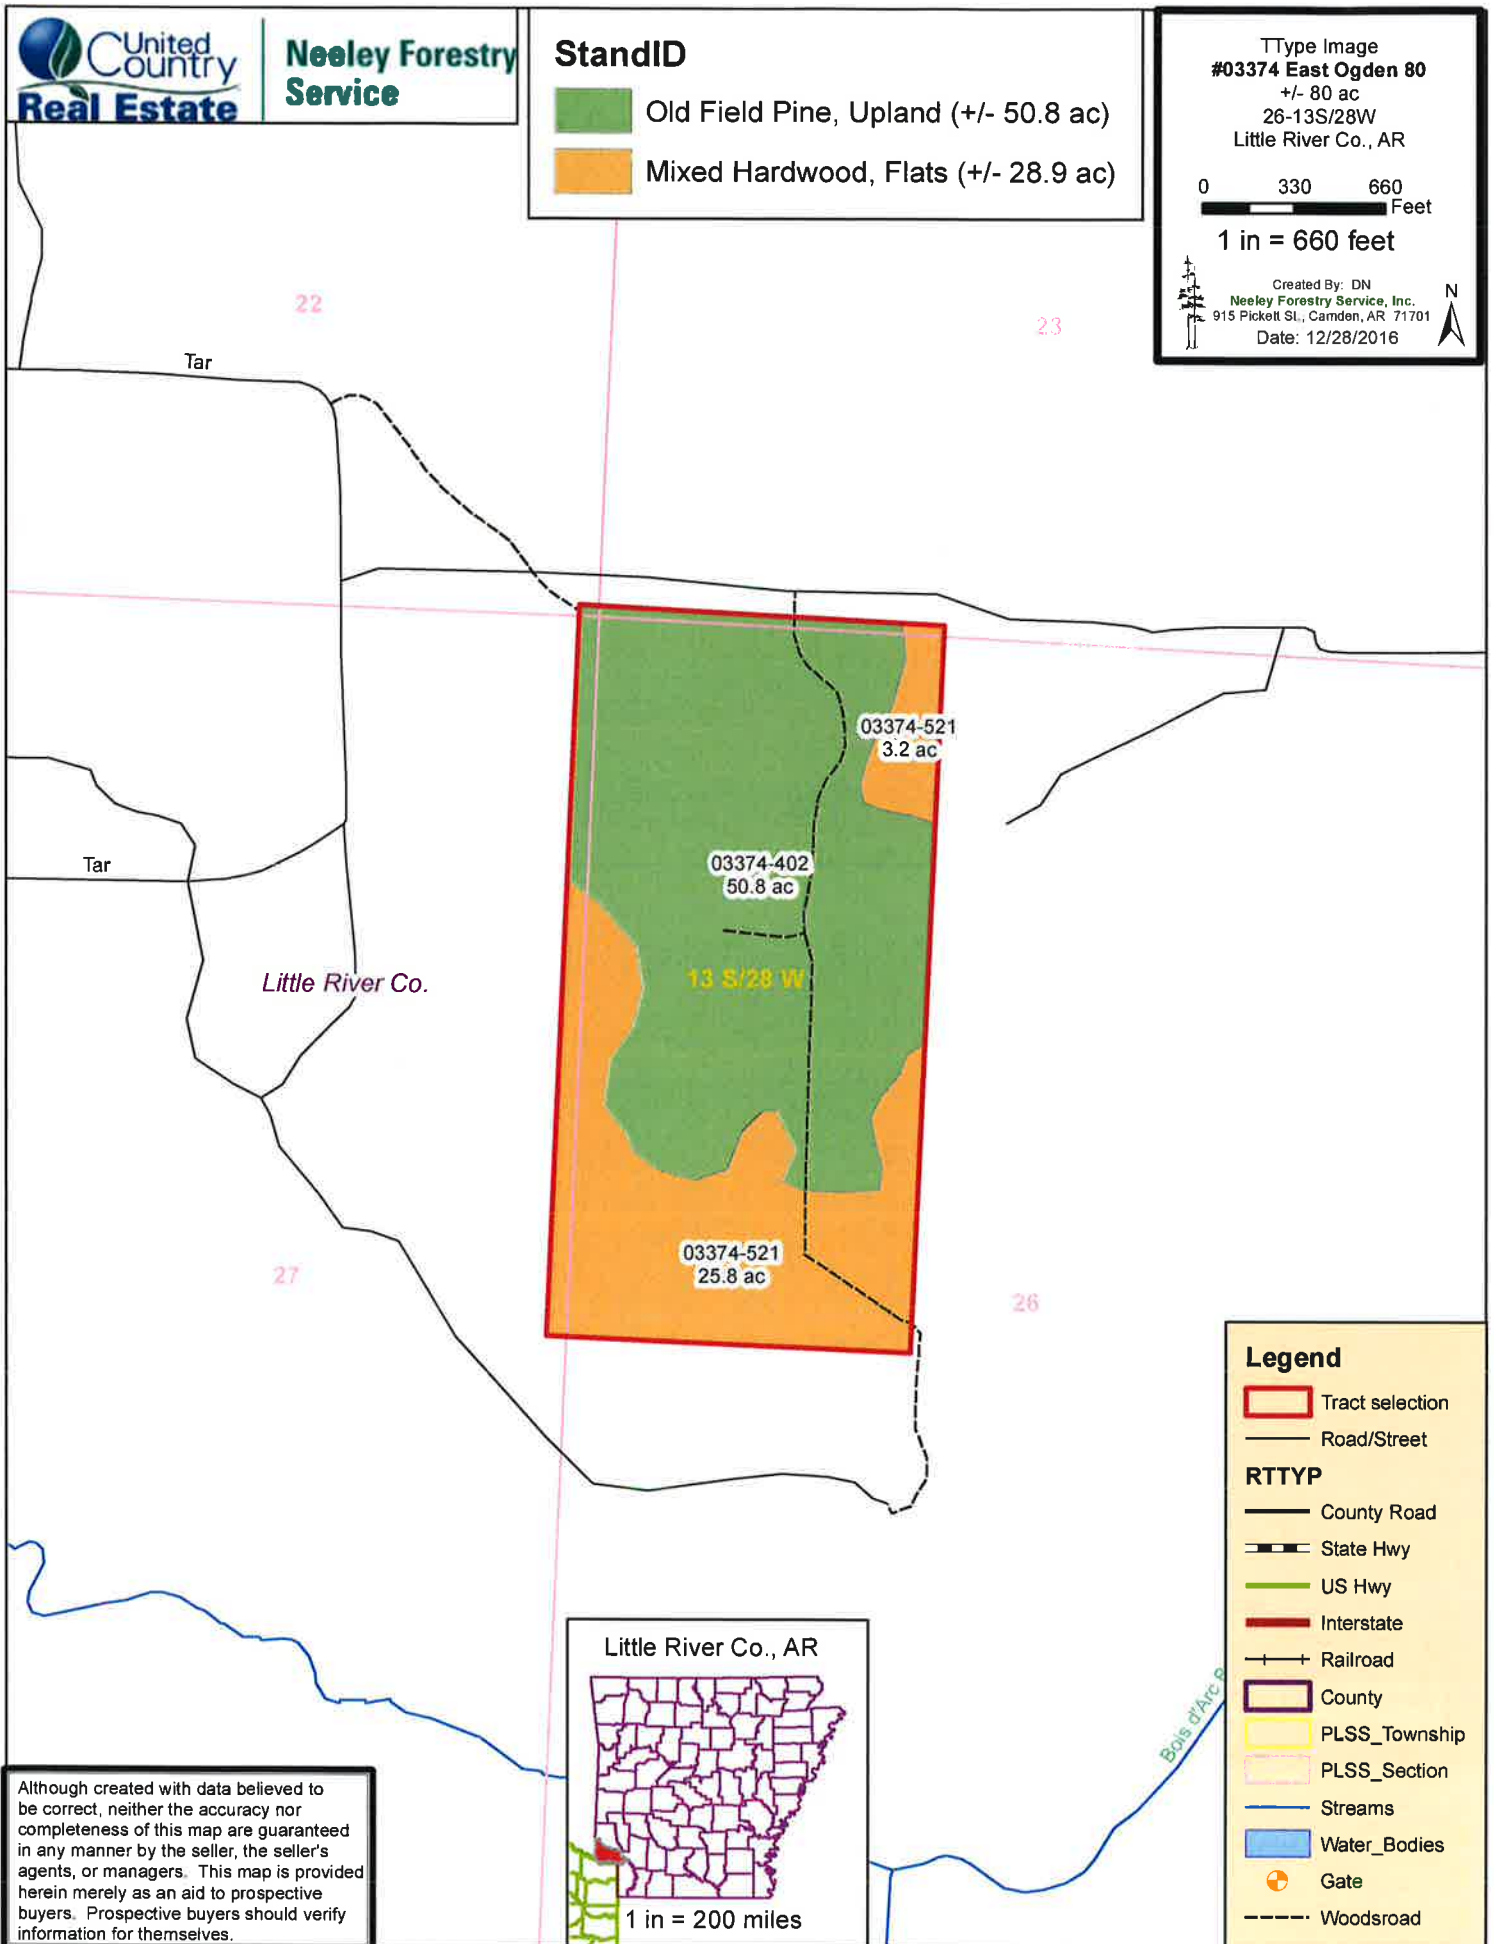 United
Country
Real Estate
Neeley Forestry
Service
StandID
Old Field Pine, Upland (+/- 50.8 ac)
Mixed Hardwood, Flats (+/- 28.9 ac)
TType Image
#03374 East Ogden 80
+/- 80 ac
26-13S/28W
Little River Co., AR
0 330 660
Feet
1 in = 660 feet
Created By: DN
Neeley Forestry Service, Inc.
915 Pickett St., Camden, AR 71701
Date: 12/28/2016
N
22
23
Tar
03374-521
3.2 ac
Tar
03374-402
50.8 ac
Little River Co.
13 S/28 W
03374-521
25.8 ac
27
26
Legend
Tract selection
Road/Street
RTTYP
County Road
State Hwy
US Hwy
Interstate
Railroad
County
PLSS_Township
PLSS_Section
Streams
Water_Bodies
Gate
Woodsroad
Little River Co., AR
1 in = 200 miles
Bois d'Arc
Although created with data believed to
be correct, neither the accuracy nor
completeness of this map are guaranteed
in any manner by the seller, the seller's
agents, or managers. This map is provided
herein merely as an aid to prospective
buyers. Prospective buyers should verify
information for themselves.